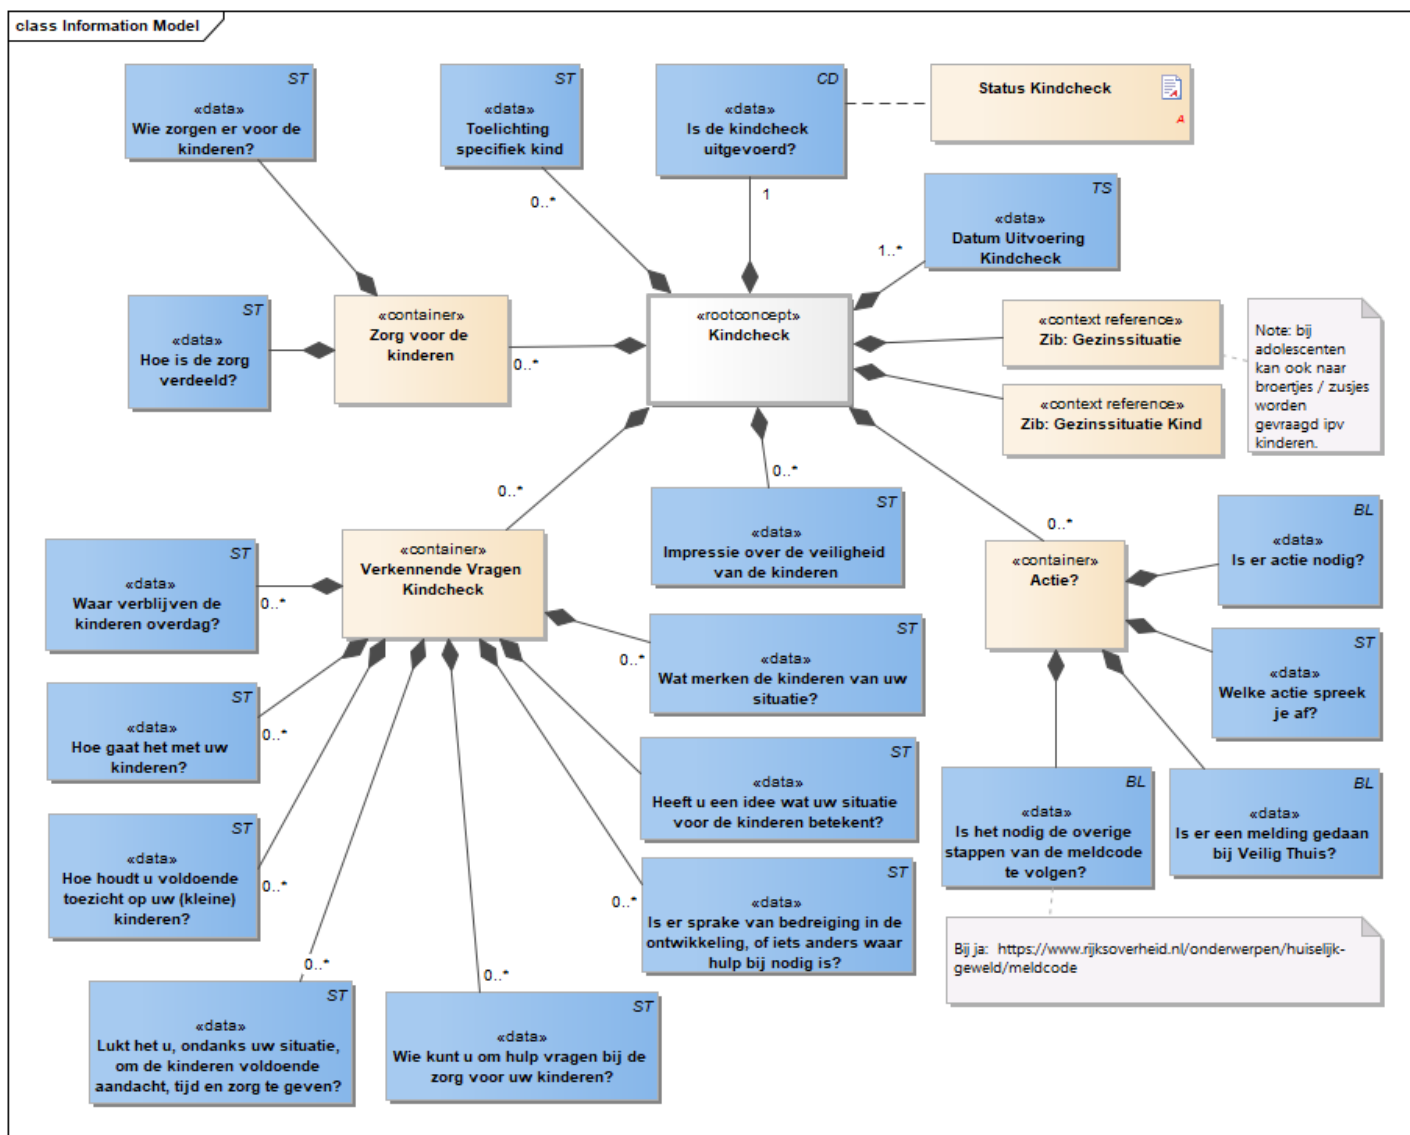 class Information Model
ST
«data»
Wie zorgen er voor de
kinderen?
ST
«data»
Toelichting
specifiek kind
0..*
CD
«data»
Is de kindcheck
uitgevoerd?
1
Status Kindcheck
A
TS
«data»
Datum Uitvoering
Kindcheck
1..*
ST
«data»
Hoe is de zorg
verdeeld?
«container»
Zorg voor de
kinderen
0..*
«rootconcept»
Kindcheck
«context reference»
Zib: Gezinssituatie
«context reference»
Zib: Gezinssituatie Kind
Note: bij
adolescenten
kan ook naar
broertjes / zusjes
worden
gevraagd ipv
kinderen.
0..*
0..*
0..*
ST
«data»
Impressie over de veiligheid
van de kinderen
«container»
Verkennende Vragen
Kindcheck
«container»
Actie?
BL
«data»
Is er actie nodig?
ST
«data»
Waar verblijven de
kinderen overdag?
0..*
ST
«data»
Wat merken de kinderen van uw
situatie?
0..*
ST
«data»
Welke actie spreek
je af?
ST
«data»
Hoe gaat het met uw
kinderen?
0..*
ST
«data»
Heeft u een idee wat uw situatie
voor de kinderen betekent?
BL
«data»
Is het nodig de overige
stappen van de meldcode
te volgen?
BL
«data»
Is er een melding gedaan
bij Veilig Thuis?
ST
«data»
Hoe houdt u voldoende
toezicht op uw (kleine)
kinderen?
0..*
ST
«data»
Is er sprake van bedreiging in de
ontwikkeling, of iets anders waar
hulp bij nodig is?
0..*
Bij ja: https://www.rijksoverheid.nl/onderwerpen/huiselijk-
geweld/meldcode
0..*
ST
«data»
Lukt het u, ondanks uw situatie,
om de kinderen voldoende
aandacht, tijd en zorg te geven?
0..*
ST
«data»
Wie kunt u om hulp vragen bij de
zorg voor uw kinderen?